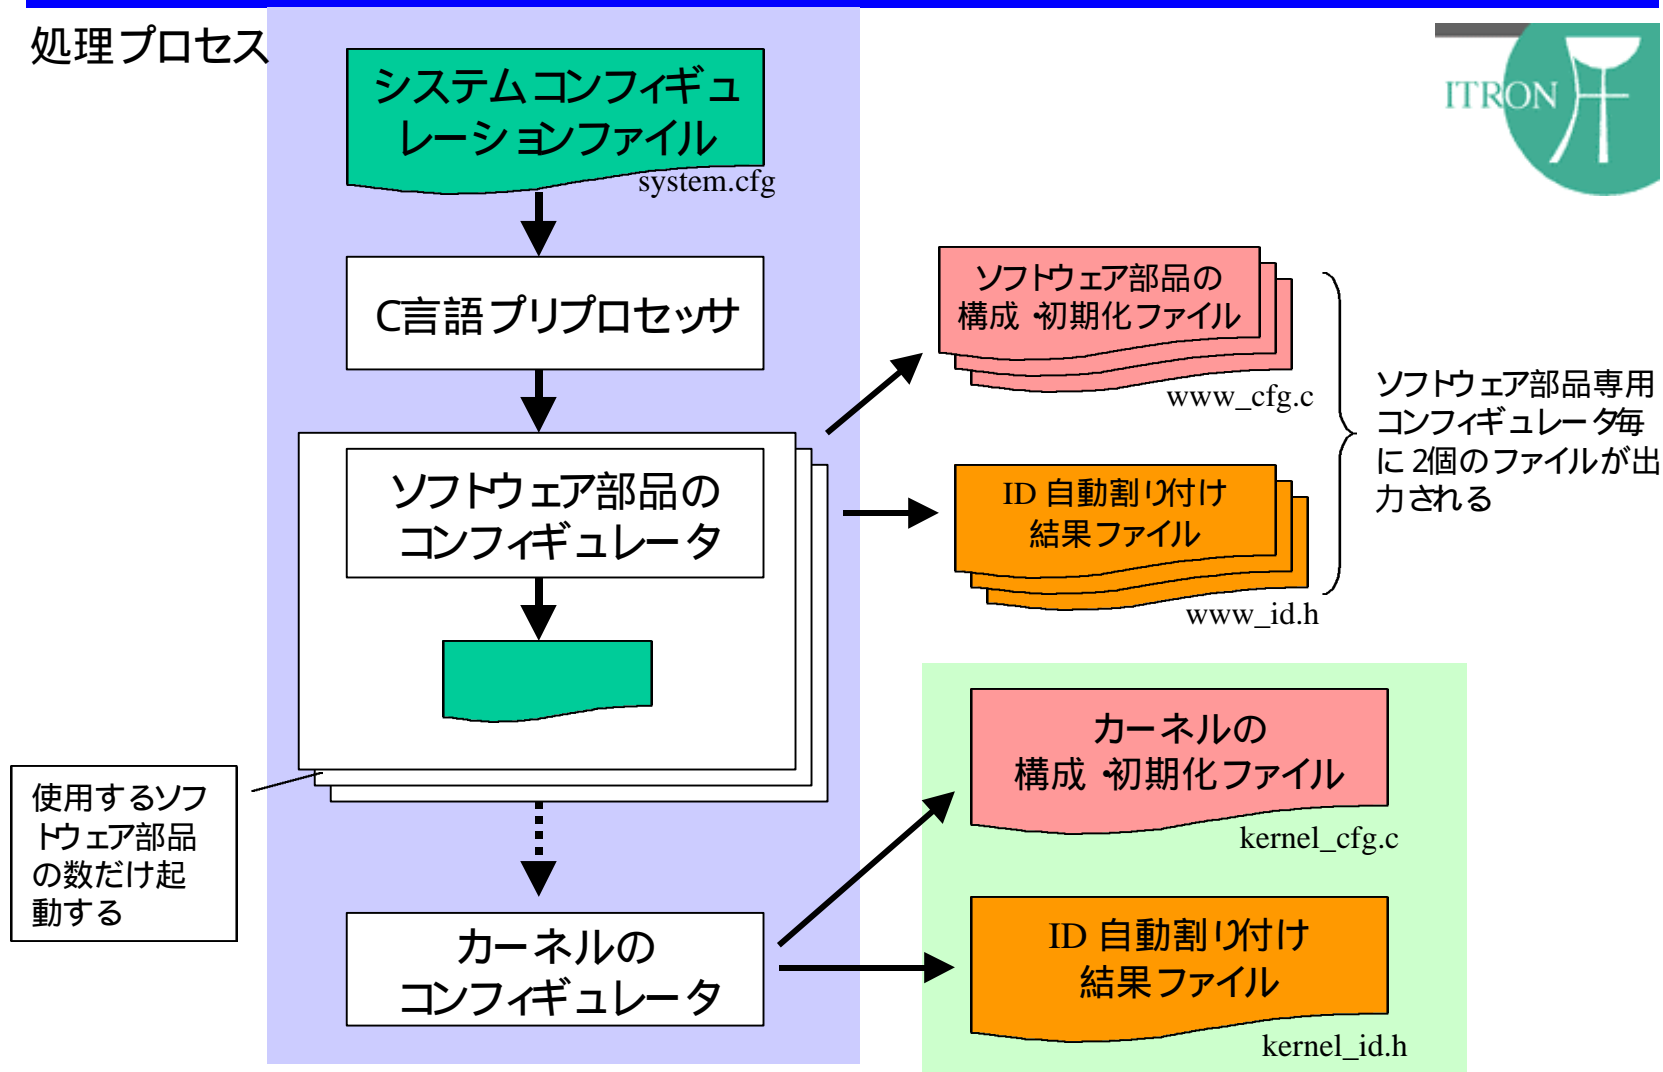 処理プロセス
システムコンフィギュ
レーションファイル
system.cfg
ITRON
C言語プリプロセッサ
ソフトウェア部品の
構成・初期化ファイル
www_cfg.c
ソフトウェア部品専用
コンフィギュレータ毎
に2個のファイルが出
力される
ソフトウェア部品の
コンフィギュレータ
ID 自動割り付け
結果ファイル
www_id.h
使用するソフ
トウェア部品
の数だけ起
動する
カーネルの
構成・初期化ファイル
kernel_cfg.c
カーネルの
コンフィギュレータ
ID 自動割り付け
結果ファイル
kernel_id.h